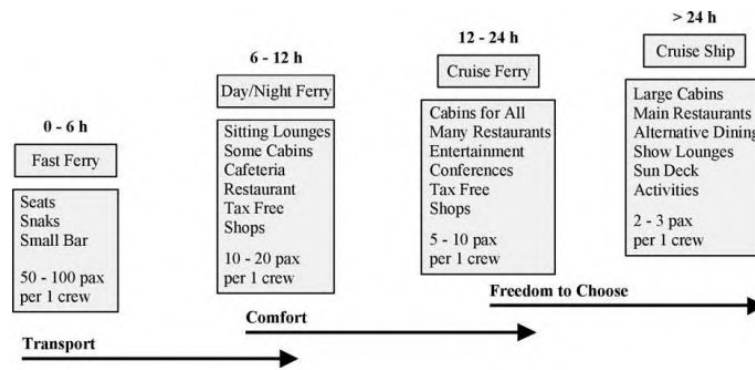 0 - 6 h
Fast Ferry
Seats
Snaks
Small Bar
50 - 100 pax
per 1 crew
6 - 12 h
Day/Night Ferry
Sitting Lounges
Some Cabins
Cafeteria
Restaurant
Tax Free
Shops
10 - 20 pax
per 1 crew
12 - 24 h
Cruise Ferry
Cabins for All
Many Restaurants
Entertainment
Conferences
Tax Free
Shops
5 - 10 pax
per 1 crew
> 24 h
Cruise Ship
Large Cabins
Main Restaurants
Alternative Dining
Show Lounges
Sun Deck
Activities
2 - 3 pax
per 1 crew
Transport
Comfort
Freedom to Choose